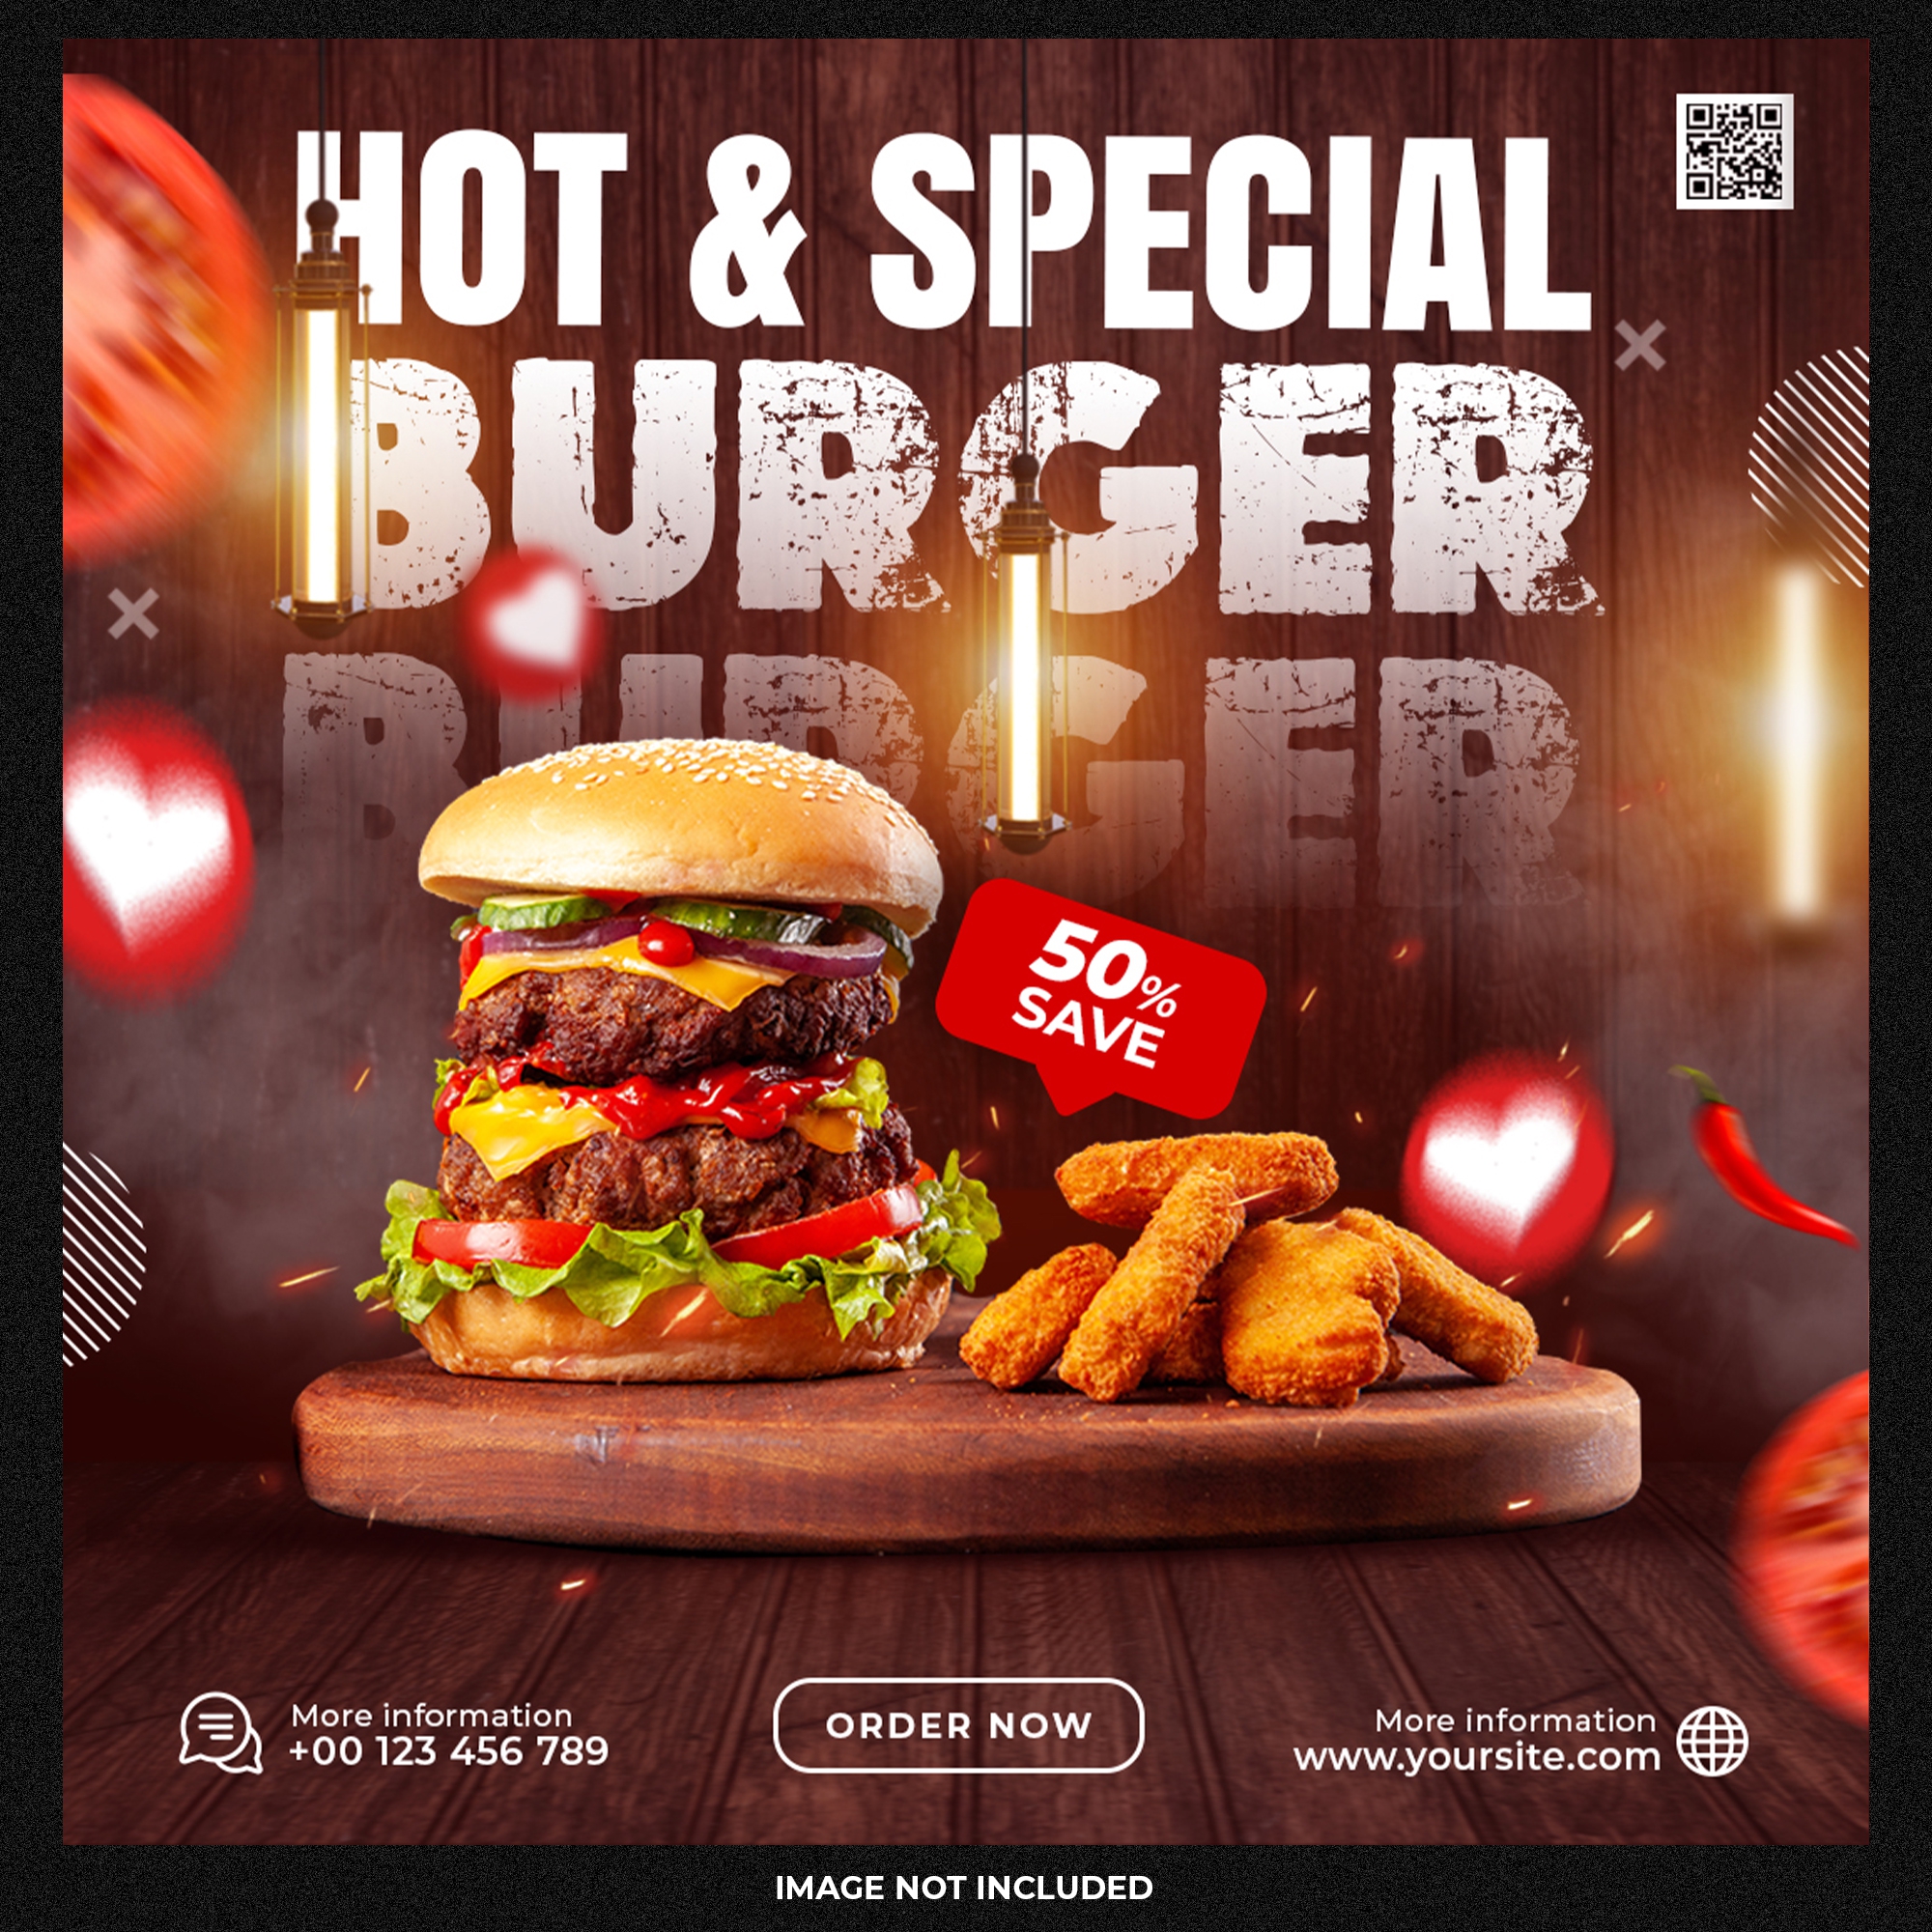 HOT & SPECIAL
BURGER
BURGER
50%
SAVE
More information
+00 123 456 789
ORDER NOW
More information
www.yoursite.com
IMAGE NOT INCLUDED